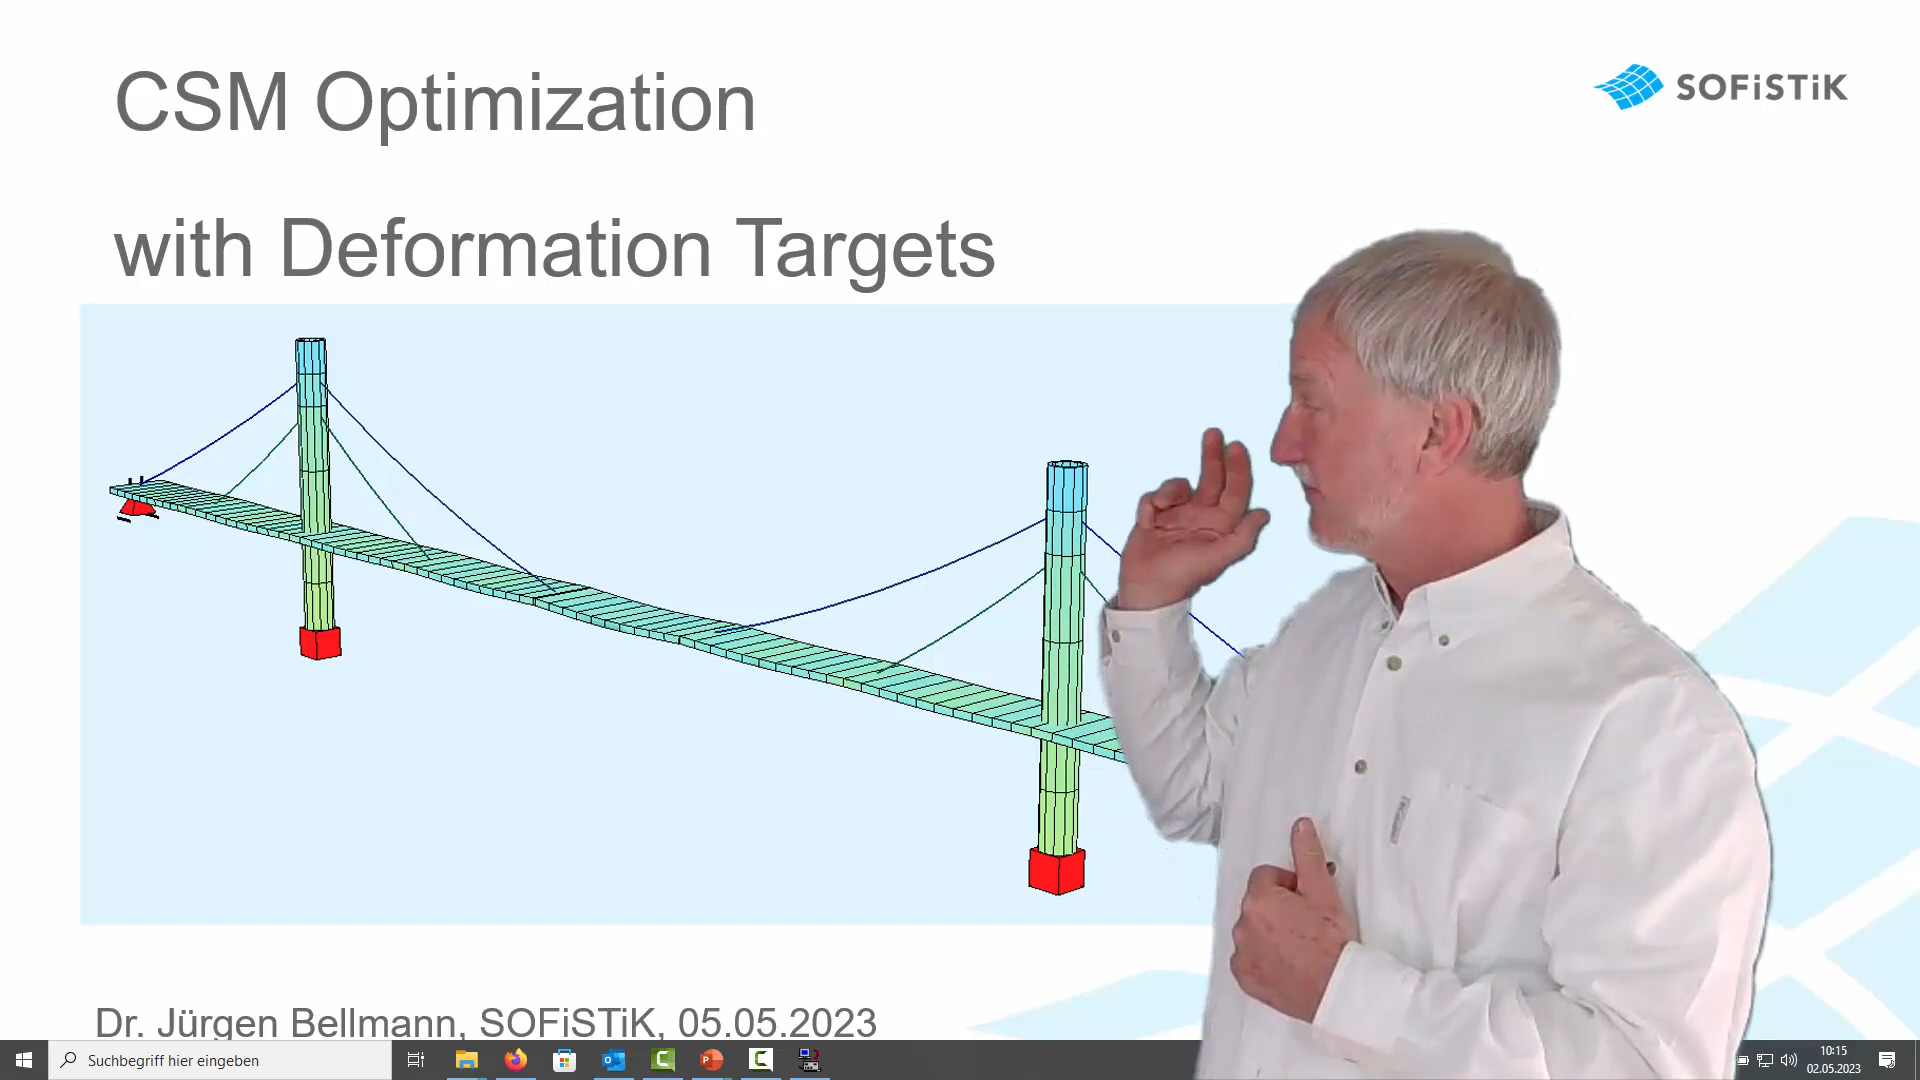 CSM Optimization
SOFiSTiK
with Deformation Targets
Dr. Jürgen Bellmann, SOFiSTiK, 05.05.2023
Suchbegriff hier eingeben
10:15
02.05.2023